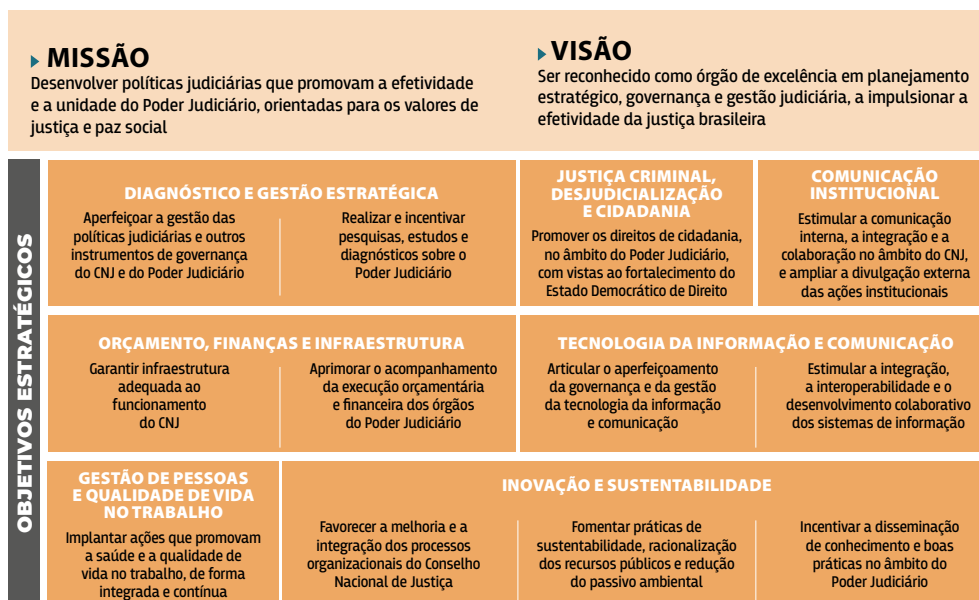 MISSÃO
Desenvolver políticas judiciárias que promovam a efetividade
e a unidade do Poder Judiciário, orientadas para os valores de
justiça e paz social
VISÃO
Ser reconhecido como órgão de excelência em planejamento
estratégico, governança e gestão judiciária, a impulsionar a
efetividade da justiça brasileira
OBJETIVOS ESTRATÉGICOS
DIAGNÓSTICO E GESTÃO ESTRATÉGICA
Aperfeiçoar a gestão das
políticas judiciárias e outros
instrumentos de governança
do CNJ e do Poder Judiciário
Realizar e incentivar
pesquisas, estudos e
diagnósticos sobre o
Poder Judiciário
JUSTIÇA CRIMINAL,
DESJUDICIALIZAÇÃO
E CIDADANIA
Promover os direitos de cidadania,
no âmbito do Poder Judiciário,
com vistas ao fortalecimento do
Estado Democrático de Direito
COMUNICAÇÃO
INSTITUCIONAL
Estimular a comunicação
interna, a integração e a
colaboração no âmbito do CNJ,
e ampliar a divulgação externa
das ações institucionais
ORÇAMENTO, FINANÇAS E INFRAESTRUTURA
Garantir infraestrutura
adequada ao
funcionamento
do CNJ
Aprimorar o acompanhamento
da execução orçamentária
e financeira dos órgãos
do Poder Judiciário
TECNOLOGIA DA INFORMAÇÃO E COMUNICAÇÃO
Articular o aperfeiçoamento
da governança e da gestão
da tecnologia da informação
e comunicação
Estimular a integração,
a interoperabilidade e o
desenvolvimento colaborativo
dos sistemas de informação
GESTÃO DE PESSOAS
E QUALIDADE DE VIDA
NO TRABALHO
Implantar ações que promovam
a saúde e a qualidade de
vida no trabalho, de forma
integrada e contínua
INOVAÇÃO E SUSTENTABILIDADE
Favorecer a melhoria e a
integração dos processos
organizacionais do Conselho
Nacional de Justiça
Fomentar práticas de
sustentabilidade, racionalização
dos recursos públicos e redução
do passivo ambiental
Incentivar a disseminação
de conhecimento e boas
práticas no âmbito do
Poder Judiciário